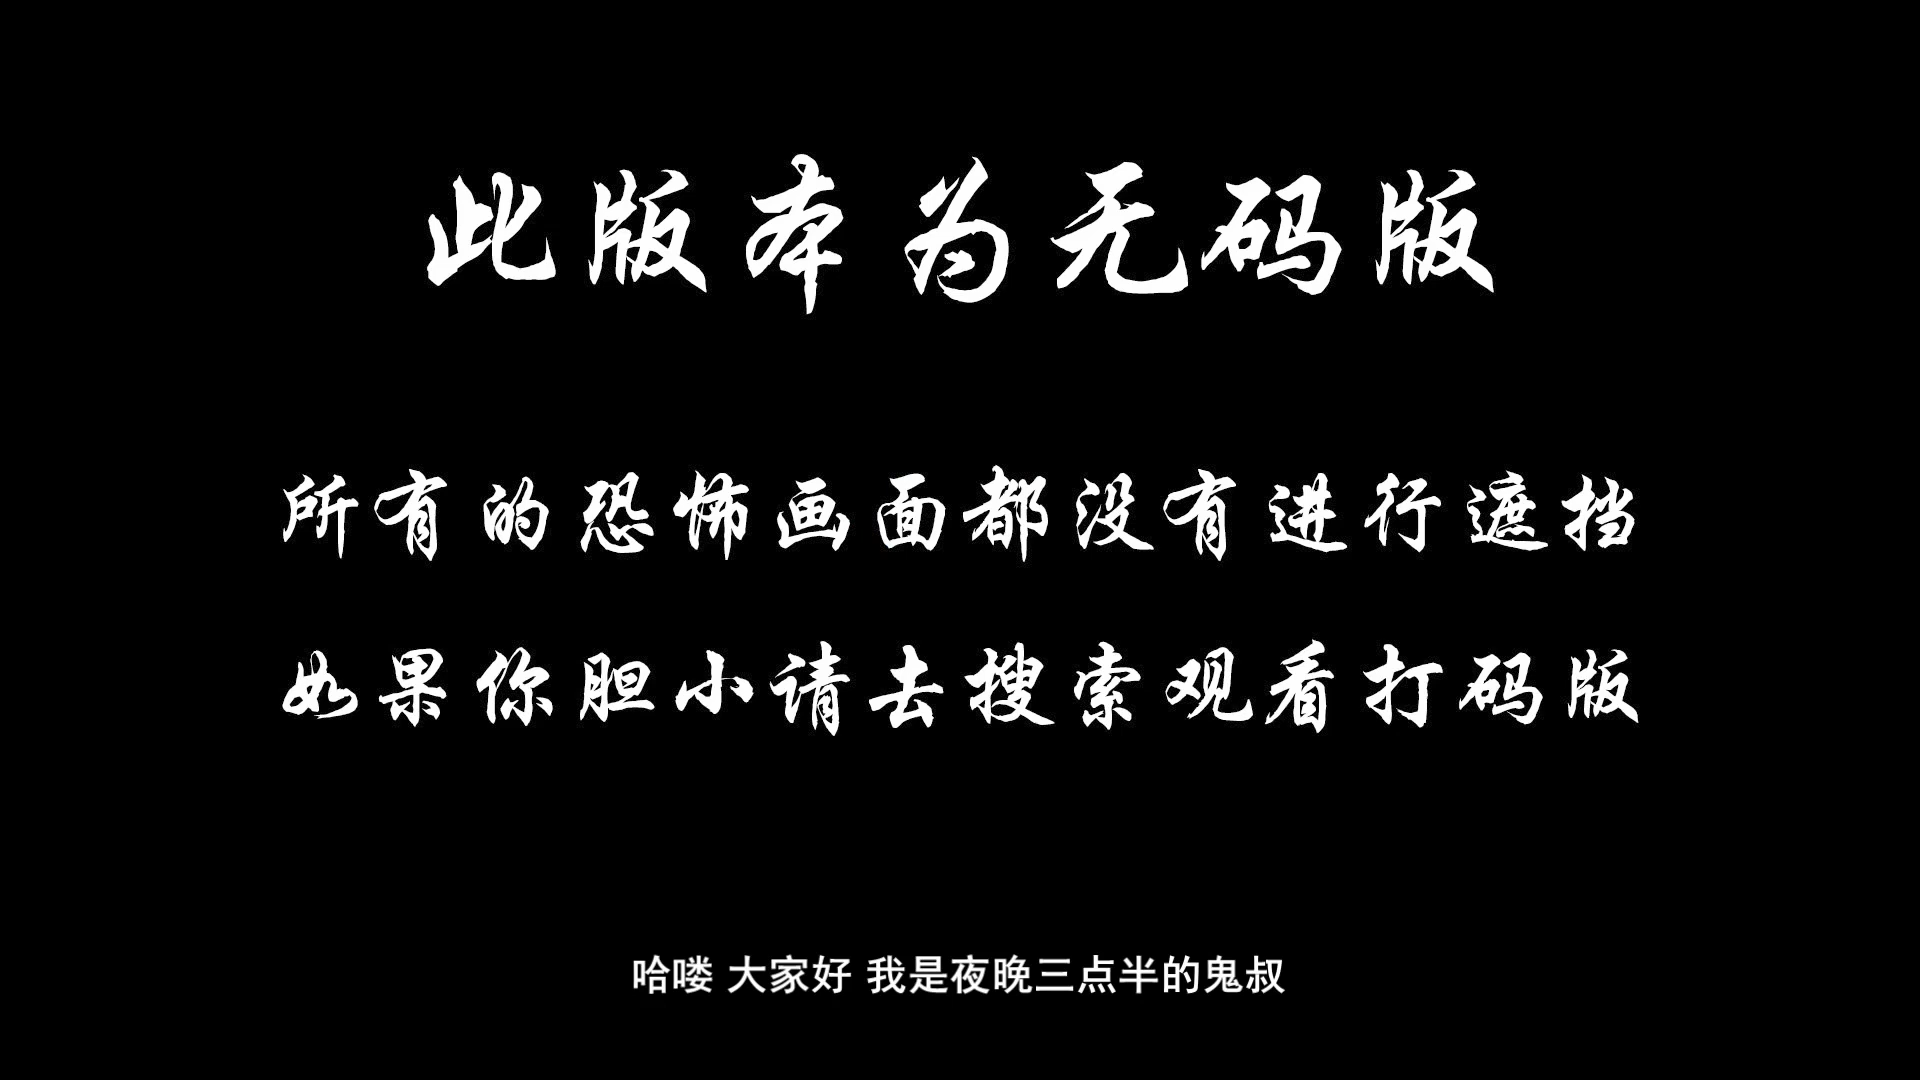 此版本为无码版
所有的恐怖画面都没有进行遮挡
如果你胆小请去搜索观看打码版
哈喽 大家好 我是夜晚三点半的鬼叔